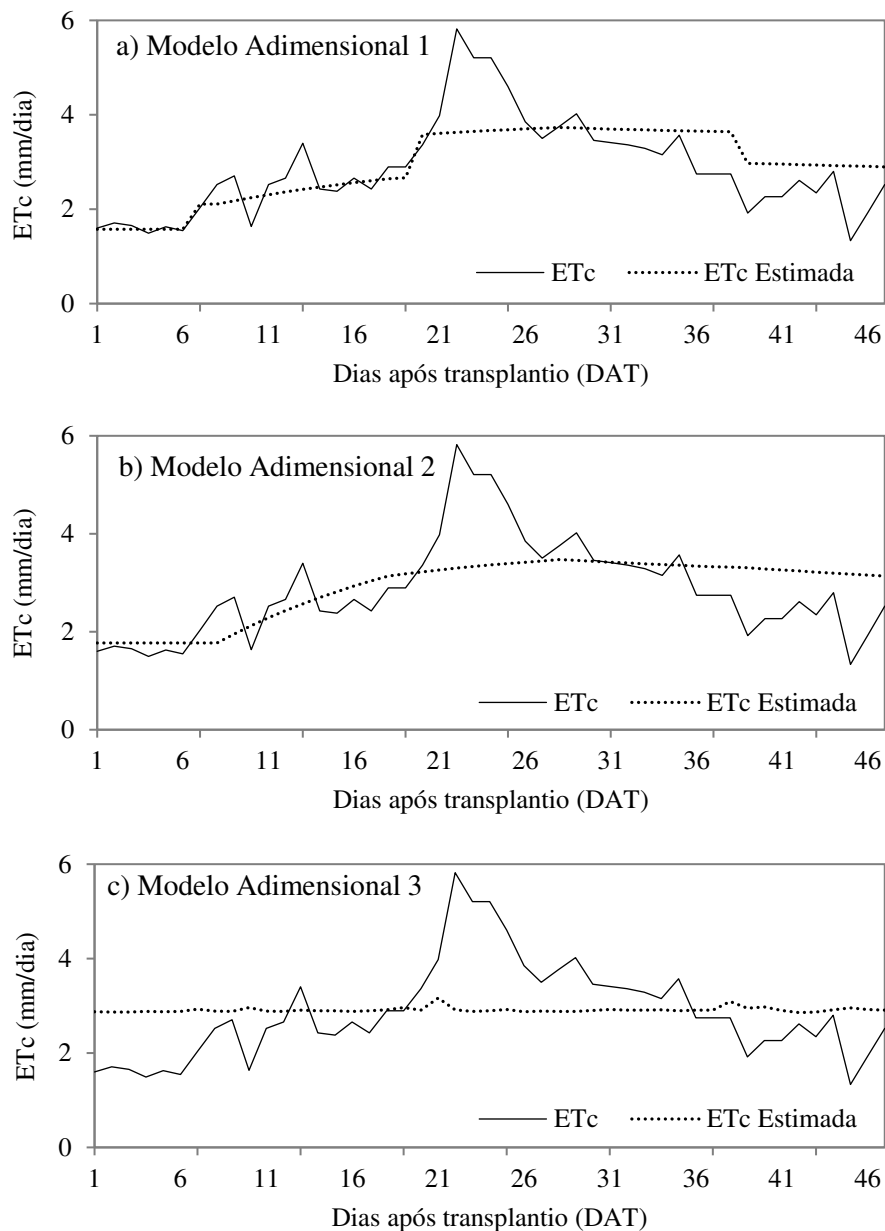 a) Modelo Adimensional 1
ETc (mm/dia)
6
4
2
0
ETc ETc Estimada
1 6 11 16 21 26 31 36 41 46
Dias após transplantio (DAT)
b) Modelo Adimensional 2
ETc (mm/dia)
6
4
2
0
ETc ETc Estimada
1 6 11 16 21 26 31 36 41 46
Dias após transplantio (DAT)
c) Modelo Adimensional 3
ETc (mm/dia)
6
4
2
0
ETc ETc Estimada
1 6 11 16 21 26 31 36 41 46
Dias após transplantio (DAT)